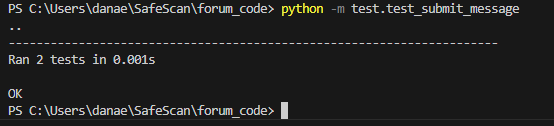 PS C:\Users\danae\SafeScan\forum_code> python -m test.test_submit_message
..
----------------------------------------------------------------------
Ran 2 tests in 0.001s
OK
PS C:\Users\danae\SafeScan\forum_code>